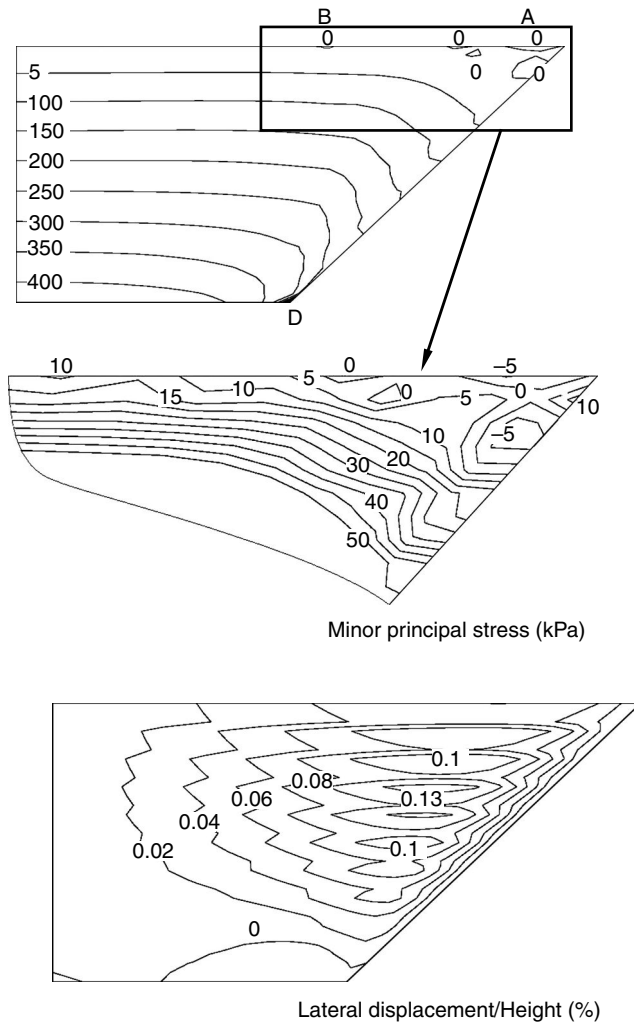 B A
0 0 0
5 0 0
100
150
200
250
300
350
400
D
10 0 –5
5 0
15 10 0 5 10
10 –5
30 20
40
50
Minor principal stress (kPa)
0.1
0.08
0.06 0.13
0.04
0.02 0.1
0
Lateral displacement/Height (%)